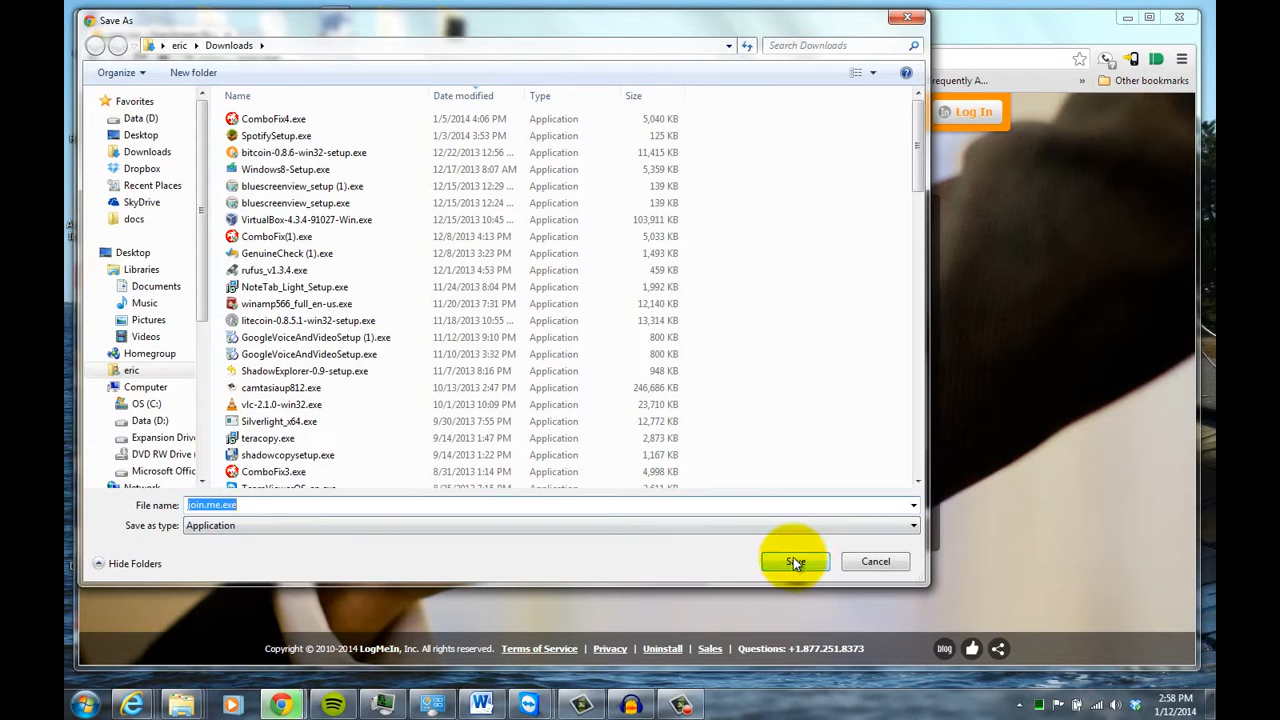 Save As
eric
Downloads
Search Downloads
Organize
New folder
Name
Date modified
Type
Size
Favorites
Data (D)
Desktop
Downloads
Dropbox
Recent Places
SkyDrive
docs
Desktop
Libraries
Documents
Music
Pictures
Videos
Homegroup
eric
Computer
OS (C:)
Data (D:)
Expansion Driv
DVD RW Drive
Microsoft Offic
Network
ComboFix4.exe 1/5/2014 4:06 PM Application 5,040 KB
SpotifySetup.exe 1/3/2014 3:53 PM Application 125 KB
bitcoin-0.8.6-win32-setup.exe 12/22/2013 12:56 ... Application 11,415 KB
Windows8-Setup.exe 12/17/2013 8:07 AM Application 5,359 KB
bluescreenview_setup (1).exe 12/15/2013 12:29 ... Application 139 KB
bluescreenview_setup.exe 12/15/2013 12:24 ... Application 139 KB
VirtualBox-4.3.4-91027-Win.exe 12/15/2013 10:45 ... Application 103,911 KB
ComboFix(1).exe 12/8/2013 4:13 PM Application 5,033 KB
GenuineCheck (1).exe 12/8/2013 3:23 PM Application 1,493 KB
rufus_v1.3.4.exe 12/1/2013 4:53 PM Application 459 KB
NoteTab_Light_Setup.exe 11/24/2013 8:04 PM Application 1,992 KB
winamp566_full_en-us.exe 11/20/2013 7:31 PM Application 12,140 KB
litecoin-0.8.5.1-win32-setup.exe 11/18/2013 10:55 ... Application 13,314 KB
GoogleVoiceAndVideoSetup (1).exe 11/12/2013 9:10 PM Application 800 KB
GoogleVoiceAndVideoSetup.exe 11/10/2013 3:32 PM Application 800 KB
ShadowExplorer-0.9-setup.exe 11/7/2013 8:16 PM Application 948 KB
camtasiaup812.exe 10/13/2013 2:47 PM Application 246,686 KB
vlc-2.1.0-win32.exe 10/1/2013 10:09 PM Application 23,710 KB
Silverlight_x64.exe 9/30/2013 7:55 PM Application 12,772 KB
teracopy.exe 9/14/2013 1:47 PM Application 2,873 KB
shadowcopysetup.exe 9/14/2013 1:22 PM Application 1,167 KB
ComboFix3.exe 8/31/2013 1:14 PM Application 4,998 KB
File name: join.me.exe
Save as type: Application
Hide Folders
Cancel
requently A...
»
Other bookmarks
in Log In
Copyright © 2010-2014 LogMeIn, Inc. All rights reserved. Terms of Service Privacy Uninstall Sales Questions: +1.877.251.8373
blog
2:58 PM
1/12/2014